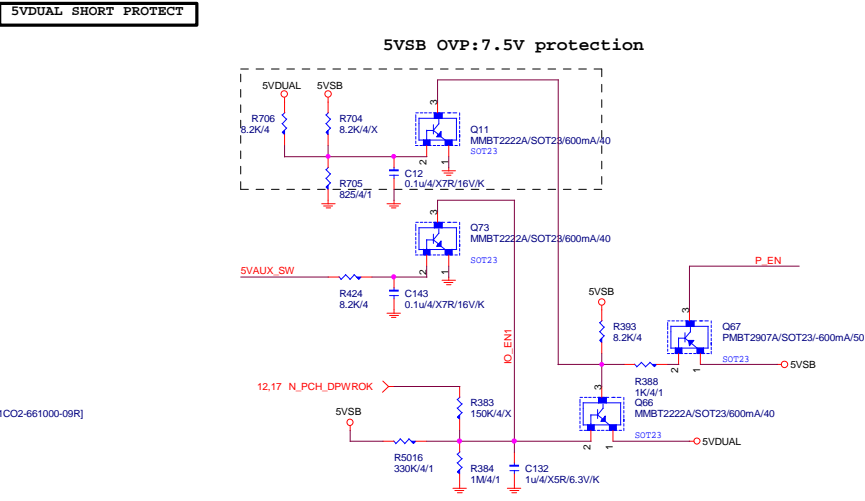 5VDUAL SHORT PROTECT
5VSB OVP:7.5V protection
5VDUAL
5VSB
R706
8.2K/4
R704
8.2K/4/X
3
Q11
MMBT2222A/SOT23/600mA/40
SOT23
2
1
R705
825/4/1
C12
0.1u/4/X7R/16V/K
3
Q73
MMBT2222A/SOT23/600mA/40
SOT23
2
1
5VAUX_SW
R424
8.2K/4
C143
0.1u/4/X7R/16V/K
IO_EN1
P_EN
5VSB
R393
8.2K/4
3
Q67
PMBT2907A/SOT23/-600mA/50
SOT23
2
1
5VSB
R388
1K/4/1
12,17 N_PCH_DPWROK
R383
150K/4/X
3
Q66
MMBT2222A/SOT23/600mA/40
SOT23
2
1
5VDUAL
1CO2-661000-09R]
5VSB
R5016
330K/4/1
R384
1M/4/1
C132
1u/4/X5R/6.3V/K